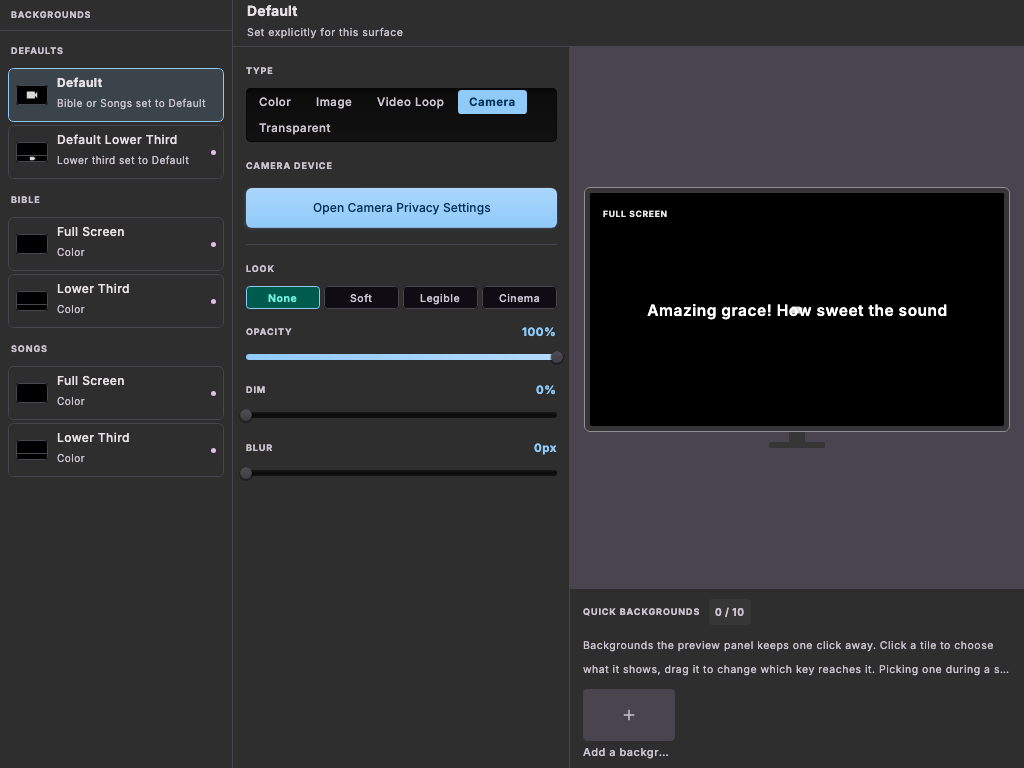 BACKGROUNDS
DEFAULTS
Default
Bible or Songs set to Default
Default Lower Third
Lower third set to Default
BIBLE
Full Screen
Color
Lower Third
Color
SONGS
Full Screen
Color
Lower Third
Color
Default
Set explicitly for this surface
TYPE
Color Image Video Loop Camera
Transparent
CAMERA DEVICE
Open Camera Privacy Settings
LOOK
None Soft Legible Cinema
OPACITY 100%
DIM 0%
BLUR 0px
FULL SCREEN
Amazing grace! How sweet the sound
QUICK BACKGROUNDS 0 / 10
Backgrounds the preview panel keeps one click away. Click a tile to choose
what it shows, drag it to change which key reaches it. Picking one during a s...
+
Add a backgr...